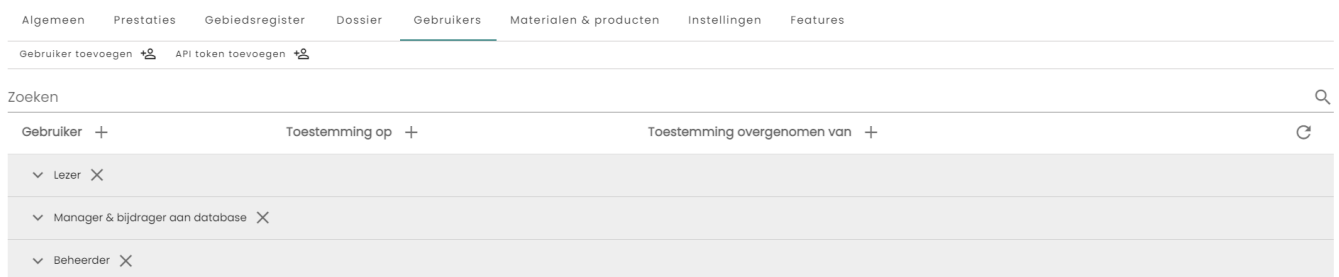 Algemeen Prestaties Gebiedsregister Dossier Gebruikers Materialen & producten Instellingen Features
Gebruiker toevoegen API token toevoegen
Zoeken
Gebruiker Toestemming op Toestemming overgenomen van
Lezer
Manager & bijdrager aan database
Beheerder